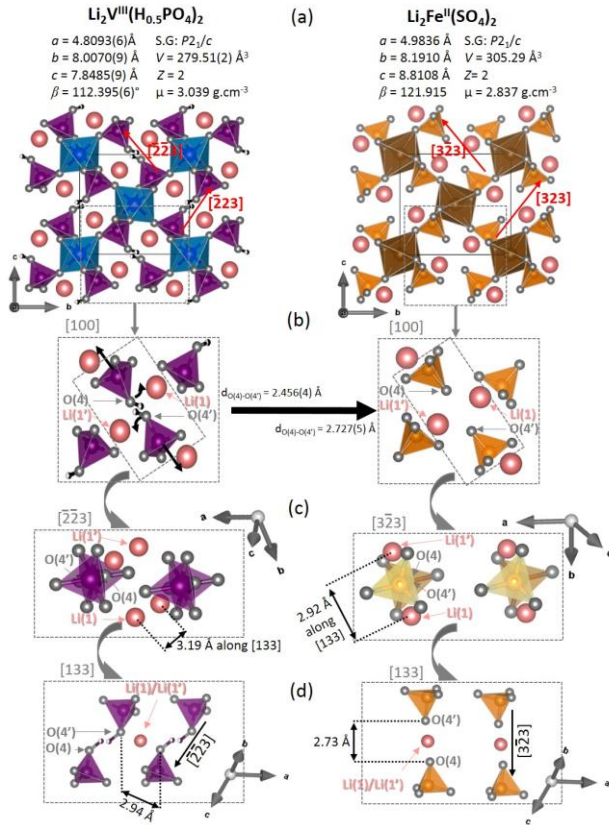 Li₂Vᴵᴵᴵ(H₀.₅PO₄)₂
(a)
Li₂Feᴵᴵ(SO₄)₂
a = 4.8093(6) Å S.G: P2₁/c
b = 8.0070(9) Å V = 279.51(2) Å³
c = 7.8485(9) Å Z= 2
β = 112.395(6)° μ = 3.039 g.cm⁻³
a = 4.9836 Å S.G: P2₁/c
b = 8.1910 Å V = 305.29 Å³
c = 8.8108 Å Z= 2
β = 121.915 μ = 2.837 g.cm⁻³
[2̅2̅3]
[2̅23]
c
b
[32̅3]
[323]
c
b
[100]
(b)
[100]
O(4)
Li(1)
Li(1')
O(4')
d O(4)-O(4') = 2.456(4) Å
d O(4)-O(4') = 2.727(5) Å
O(4)
Li(1')
Li(1)
O(4')
[2̅2̅3]
(c)
[32̅3]
a
c
b
Li(1')
O(4')
O(4)
Li(1)
3.19 Å along [133]
a
b
c
Li(1')
O(4)
O(4')
Li(1)
2.92 Å
along
[133]
[133]
(d)
[133]
Li(1)/Li(1')
O(4')
O(4)
[2̅2̅3]
2.94 Å
b
a
c
O(4')
2.73 Å
O(4)
[32̅3]
Li(1)/Li(1')
b
a
c